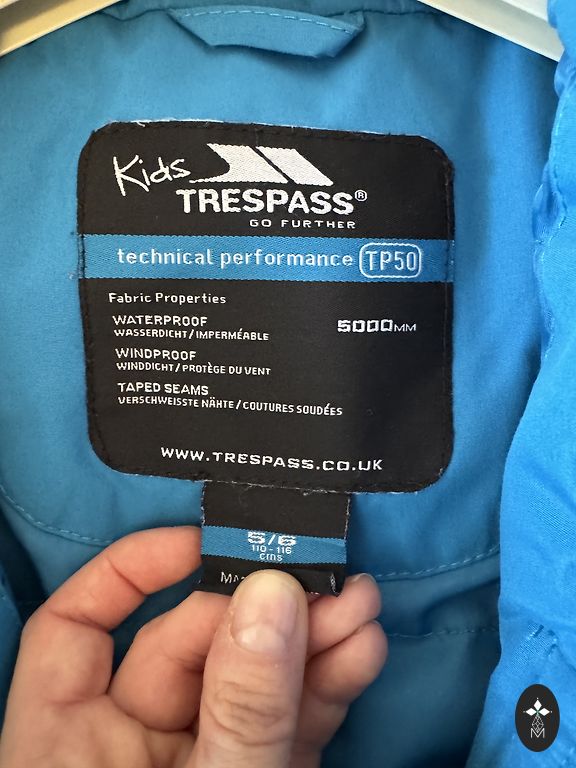 Kids
TRESPASS®
GO FURTHER
technical performance TP50
Fabric Properties
WATERPROOF 5000MM
WASSERDICHT/IMPERMÉABLE
WINDPROOF
WINDDICHT/PROTÈGE DU VENT
TAPED SEAMS
VERSCHWEISSTE NÄHTE/COUTURES SOUDÉES
WWW.TRESPASS.CO.UK
5/6
110-116
cms